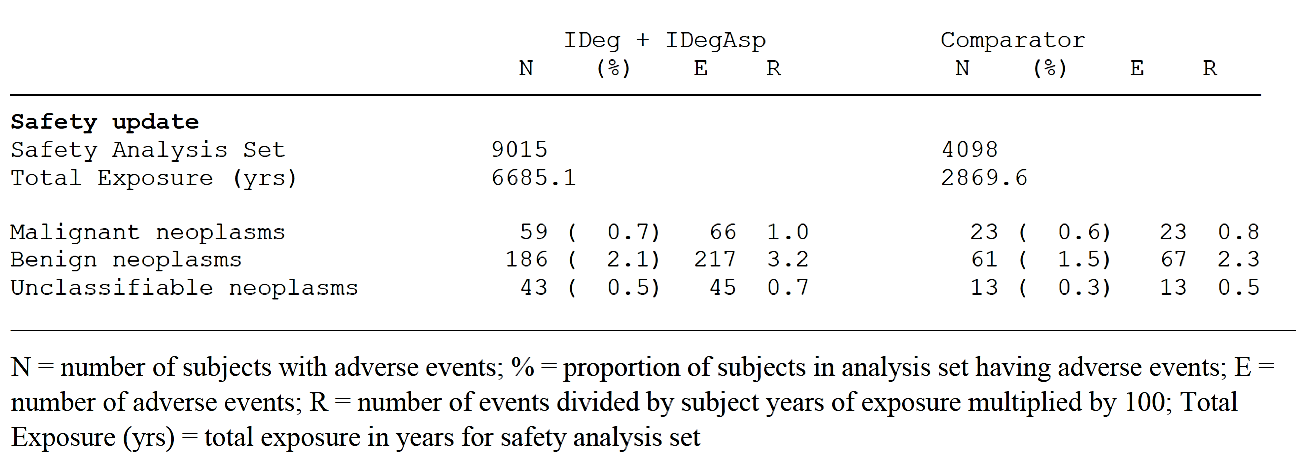 IDeg + IDegAsp Comparator
N (%) E R N (%) E R
Safety update
Safety Analysis Set 9015 4098
Total Exposure (yrs) 6685.1 2869.6
Malignant neoplasms 59 ( 0.7) 66 1.0 23 ( 0.6) 23 0.8
Benign neoplasms 186 ( 2.1) 217 3.2 61 ( 1.5) 67 2.3
Unclassifiable neoplasms 43 ( 0.5) 45 0.7 13 ( 0.3) 13 0.5
N = number of subjects with adverse events; % = proportion of subjects in analysis set having adverse events; E =
number of adverse events; R = number of events divided by subject years of exposure multiplied by 100; Total
Exposure (yrs) = total exposure in years for safety analysis set